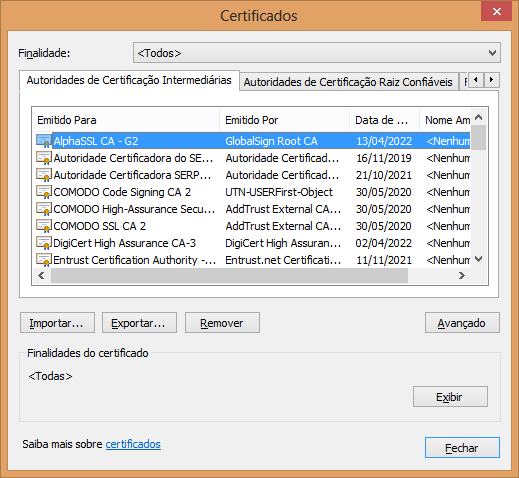 Certificados
Finalidade: <Todos>
Autoridades de Certificação Intermediárias Autoridades de Certificação Raiz Confiáveis
Emitido Para Emitido Por Data de ... Nome Am
AlphaSSL CA - G2 GlobalSign Root CA 13/04/2022 <Nenhum
Autoridade Certificadora do SE... Autoridade Certificad... 16/11/2019 <Nenhum
Autoridade Certificadora SERP... Autoridade Certificad... 21/10/2021 <Nenhum
COMODO Code Signing CA 2 UTN-USERFirst-Object 30/05/2020 <Nenhum
COMODO High-Assurance Secu... AddTrust External CA... 30/05/2020 <Nenhum
COMODO SSL CA 2 AddTrust External CA... 30/05/2020 <Nenhum
DigiCert High Assurance CA-3 DigiCert High Assuran... 02/04/2022 <Nenhum
Entrust Certification Authority -... Entrust.net Certificati... 11/11/2021 <Nenhum
Importar... Exportar... Remover Avançado
Finalidades do certificado
<Todas>
Exibir
Saiba mais sobre certificados
Fechar